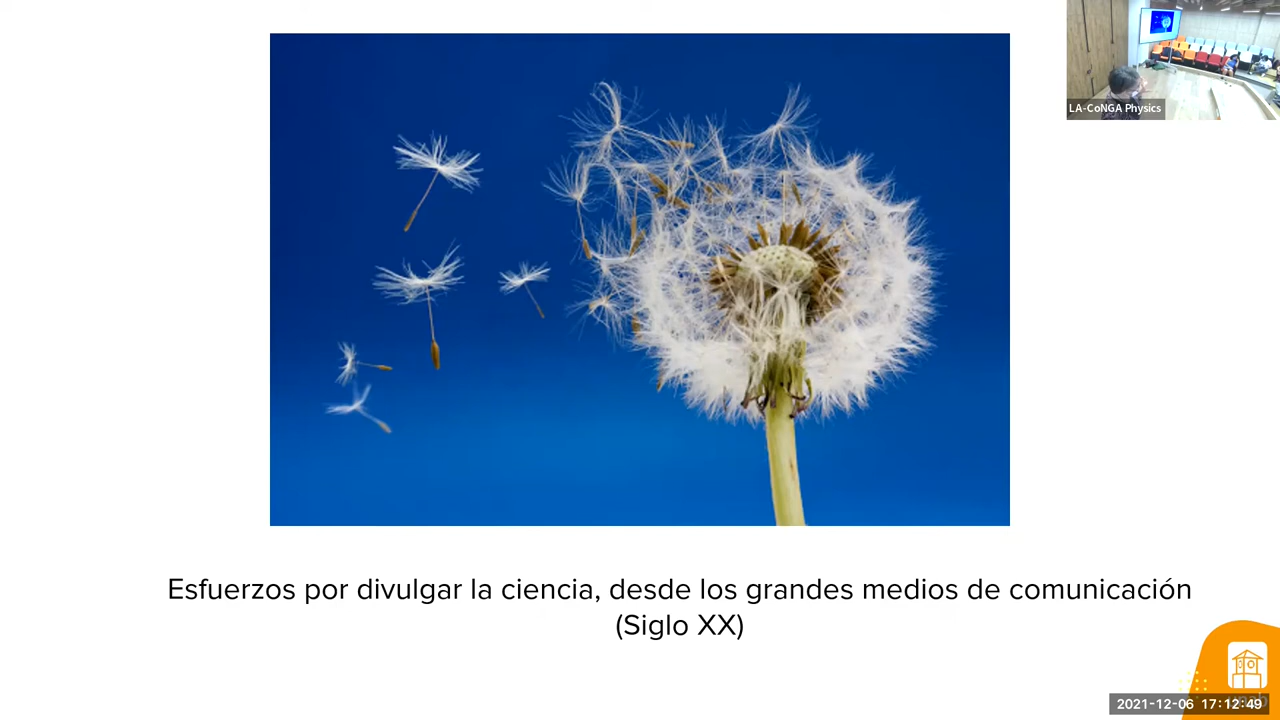 LA-CoNGA Physics
Esfuerzos por divulgar la ciencia, desde los grandes medios de comunicación
(Siglo XX)
2021-12-06 17:12:49